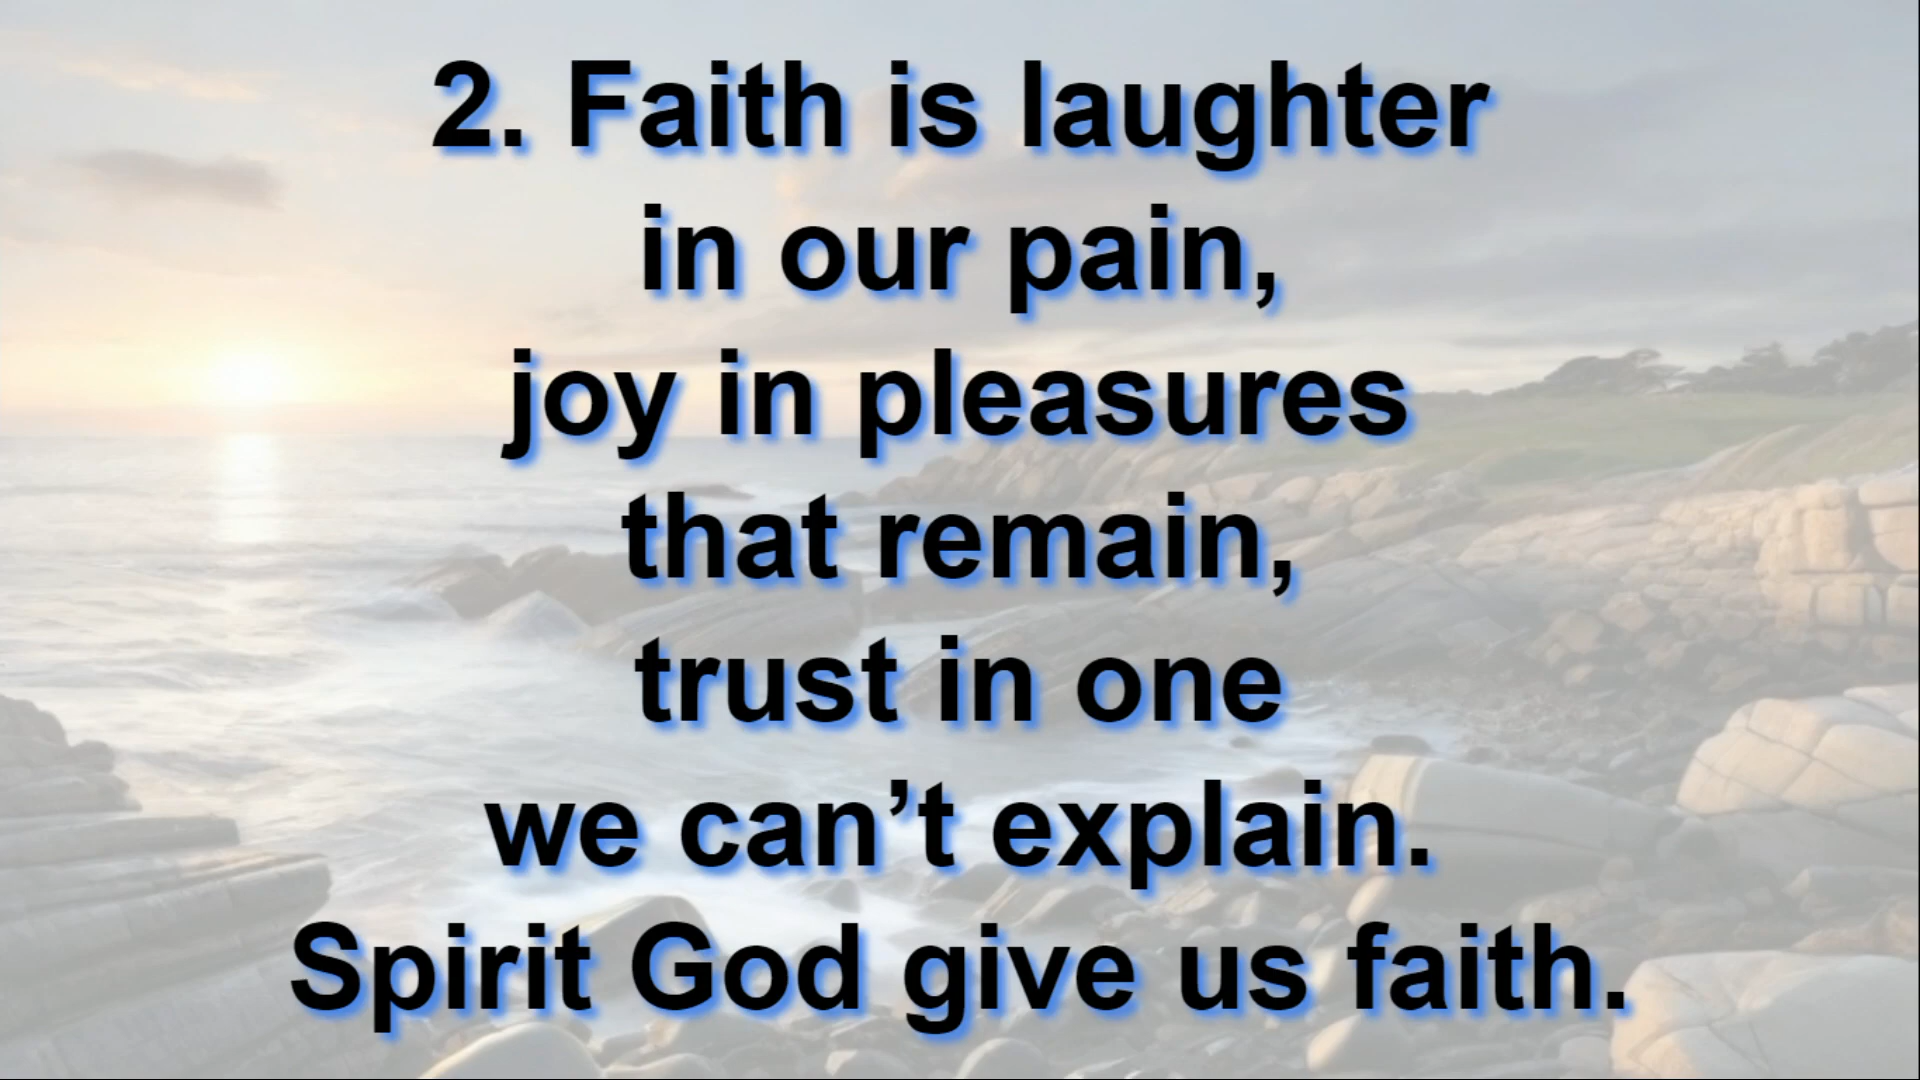 2. Faith is laughter
in our pain,
joy in pleasures
that remain,
trust in one
we can’t explain.
Spirit God give us faith.